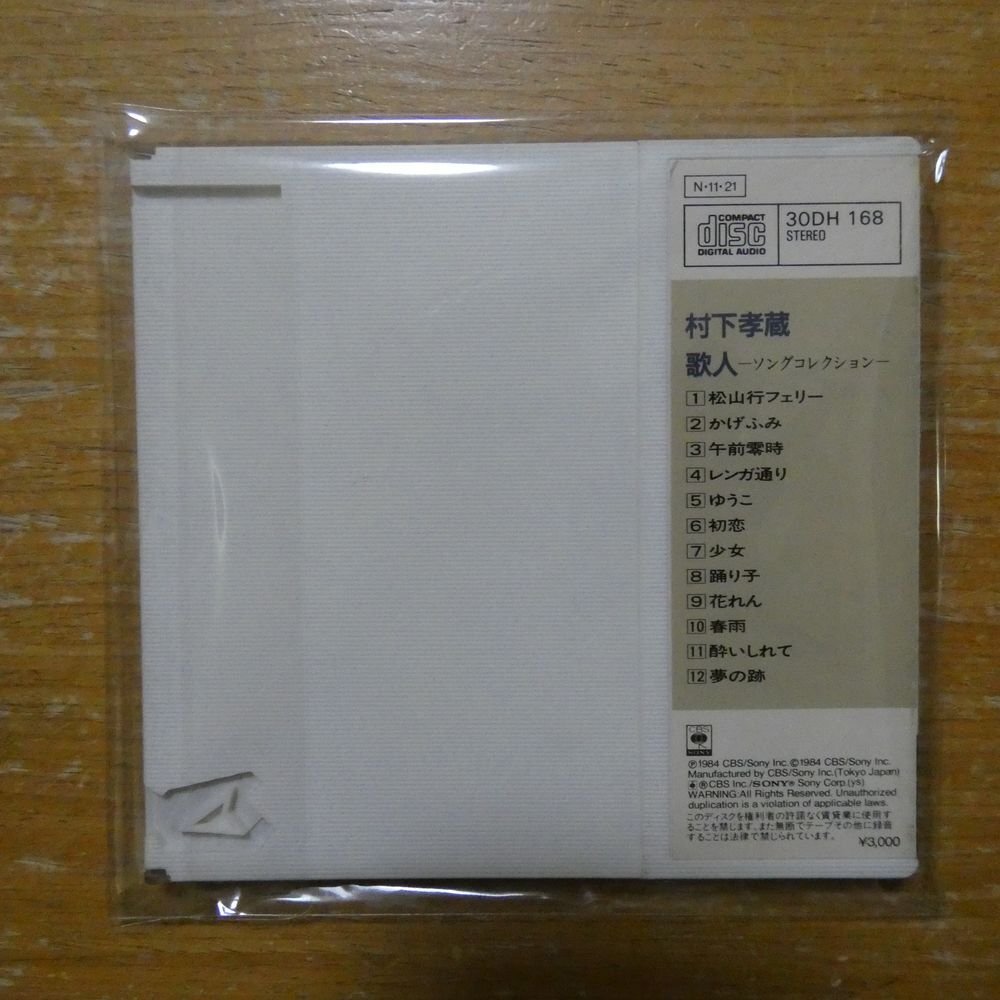 N・11・21
COMPACT
disc
DIGITAL AUDIO
30DH 168
STEREO
村下孝蔵
歌人―ソングコレクション―
1 松山行フェリー
2 かげふみ
3 午前零時
4 レンガ通り
5 ゆうこ
6 初恋
7 少女
8 踊り子
9 花れん
10 春雨
11 酔いしれて
12 夢の跡
CBS
SONY
℗1984 CBS/Sony Inc.©1984 CBS/Sony Inc.
Manufactured by CBS/Sony Inc.(Tokyo Japan)
®CBS Inc./SONY® Sony Corp.(ys)
WARNING:All Rights Reserved. Unauthorized
duplication is a violation of applicable laws.
このディスクを権利者の許諾なく賃貸業に使用す
ることを禁じます。また無断でテープその他に録音
することは法律で禁じられています。
¥3,000